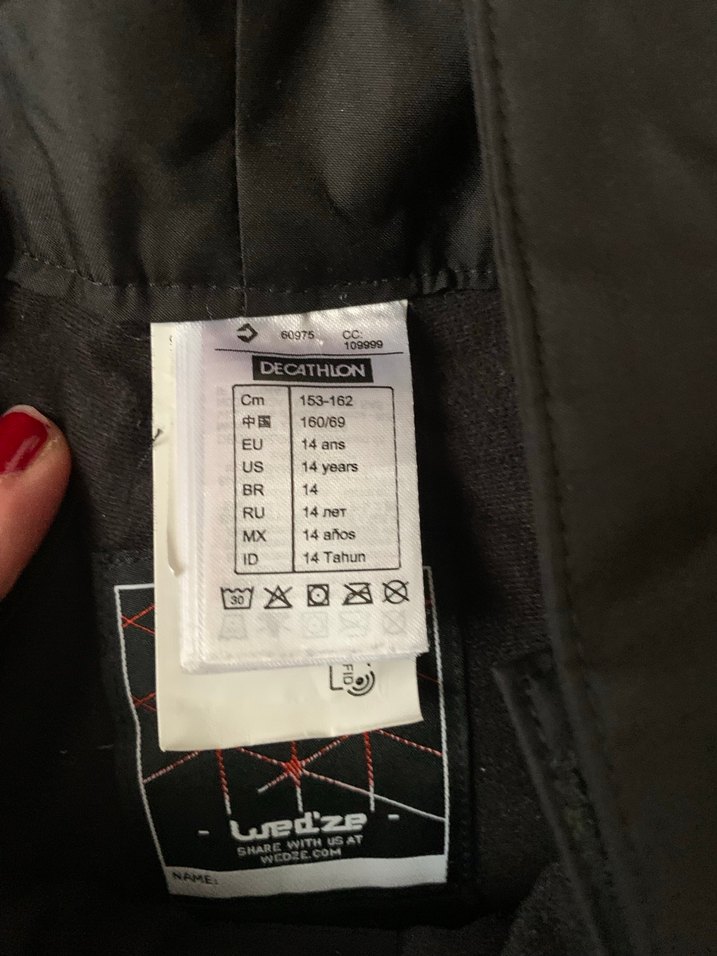 60975 CC:
109999
DECATHLON
Cm 153-162
中国 160/69
EU 14 ans
US 14 years
BR 14
RU 14 лет
MX 14 años
ID 14 Tahun
30
RFID
- wed'ze -
SHARE WITH US AT
WEDZE.COM
NAME: